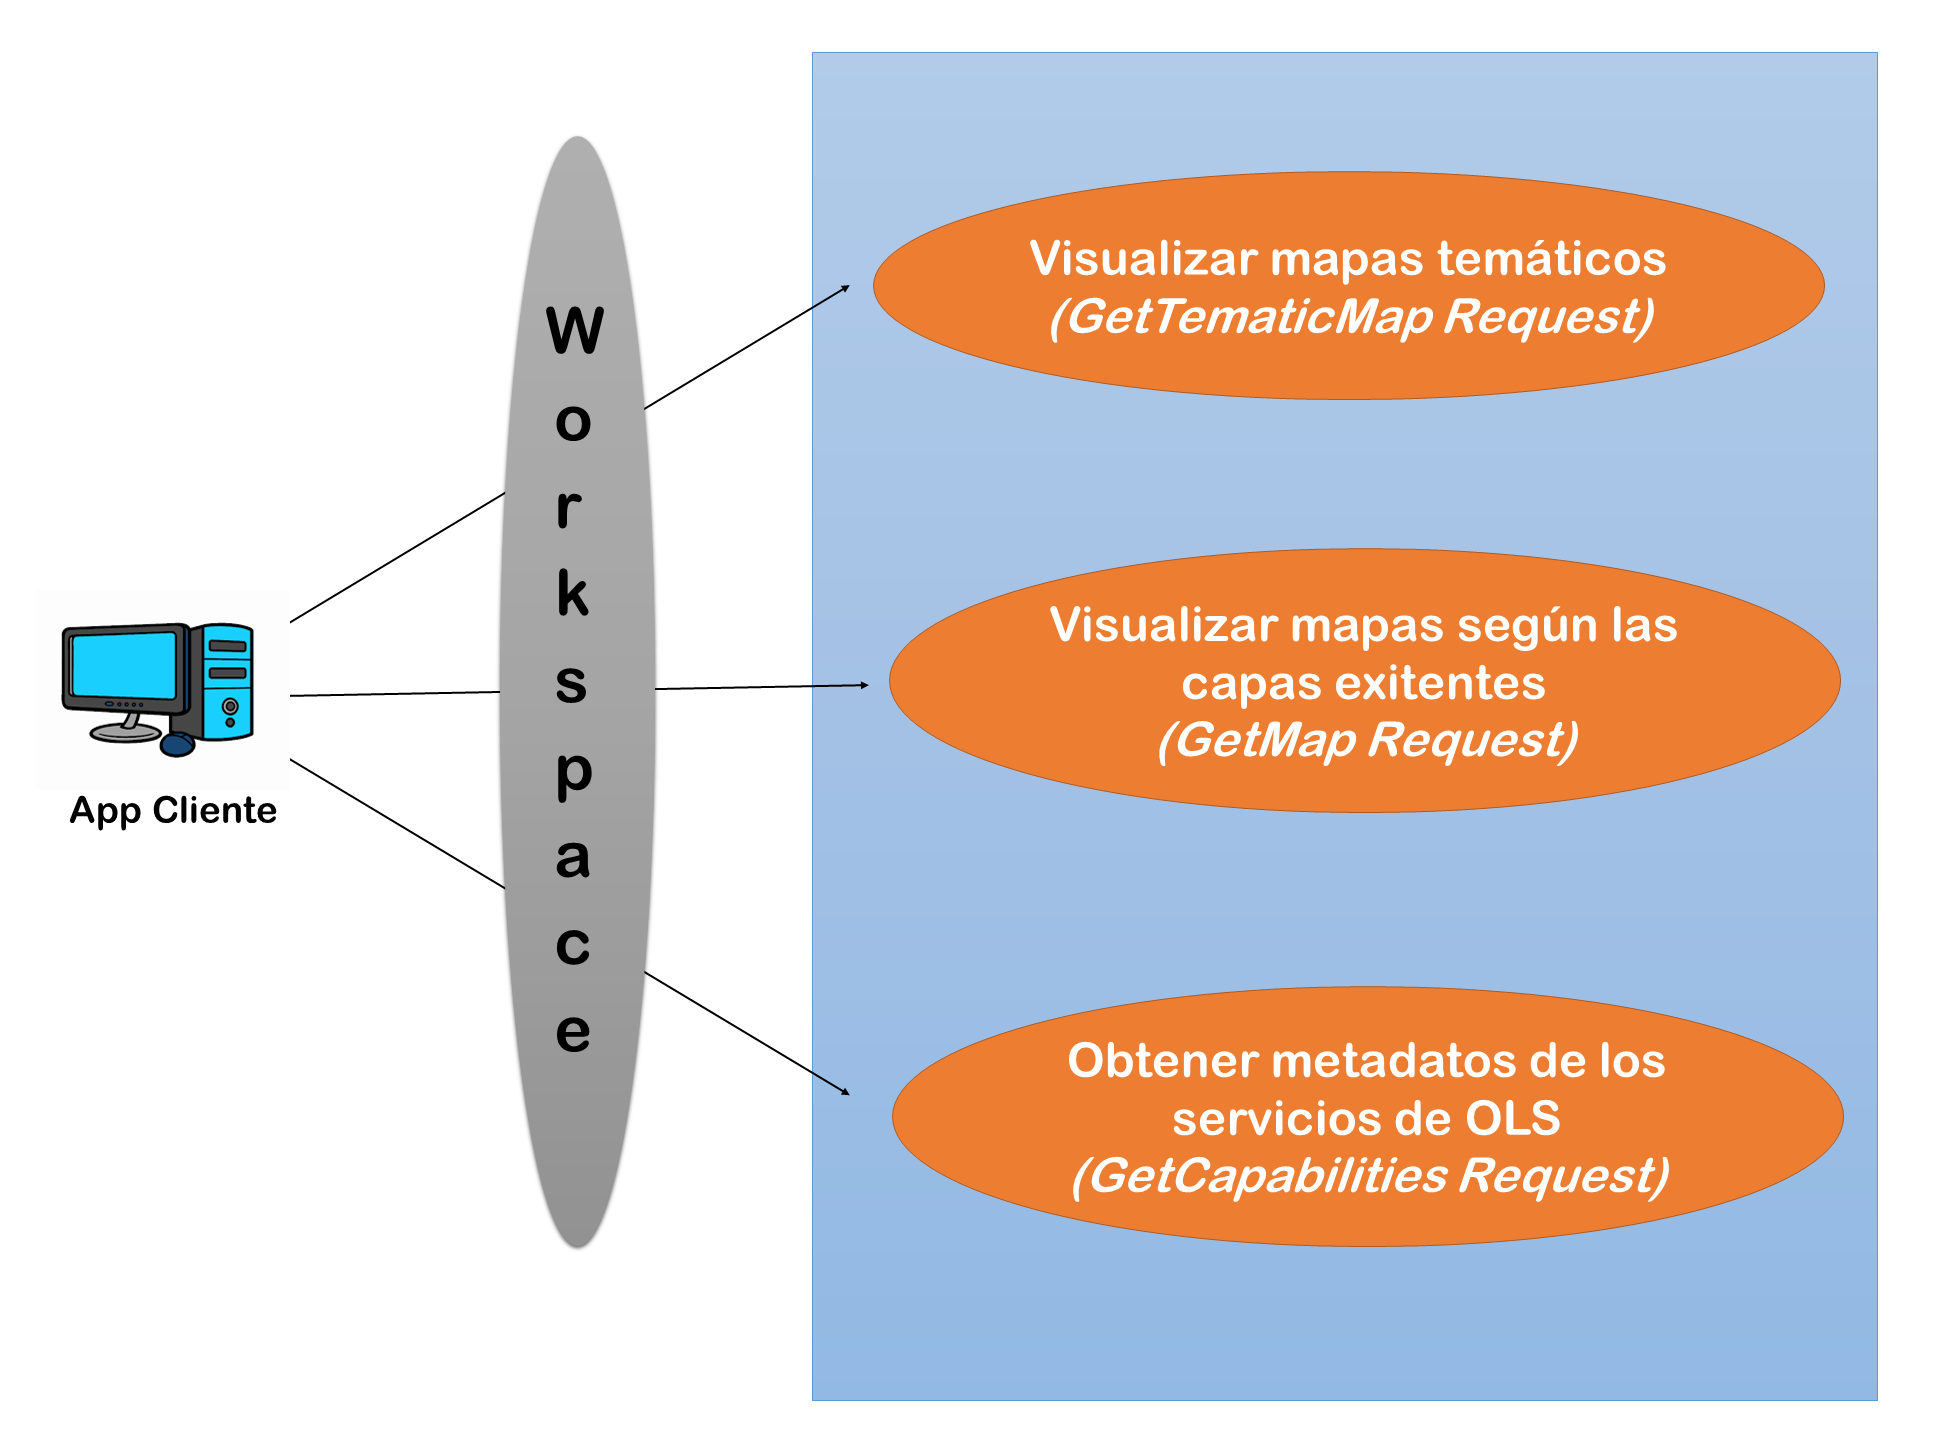 App Cliente
W
o
r
k
s
p
a
c
e
Visualizar mapas temáticos
(GetTematicMap Request)
Visualizar mapas según las
capas exitentes
(GetMap Request)
Obtener metadatos de los
servicios de OLS
(GetCapabilities Request)